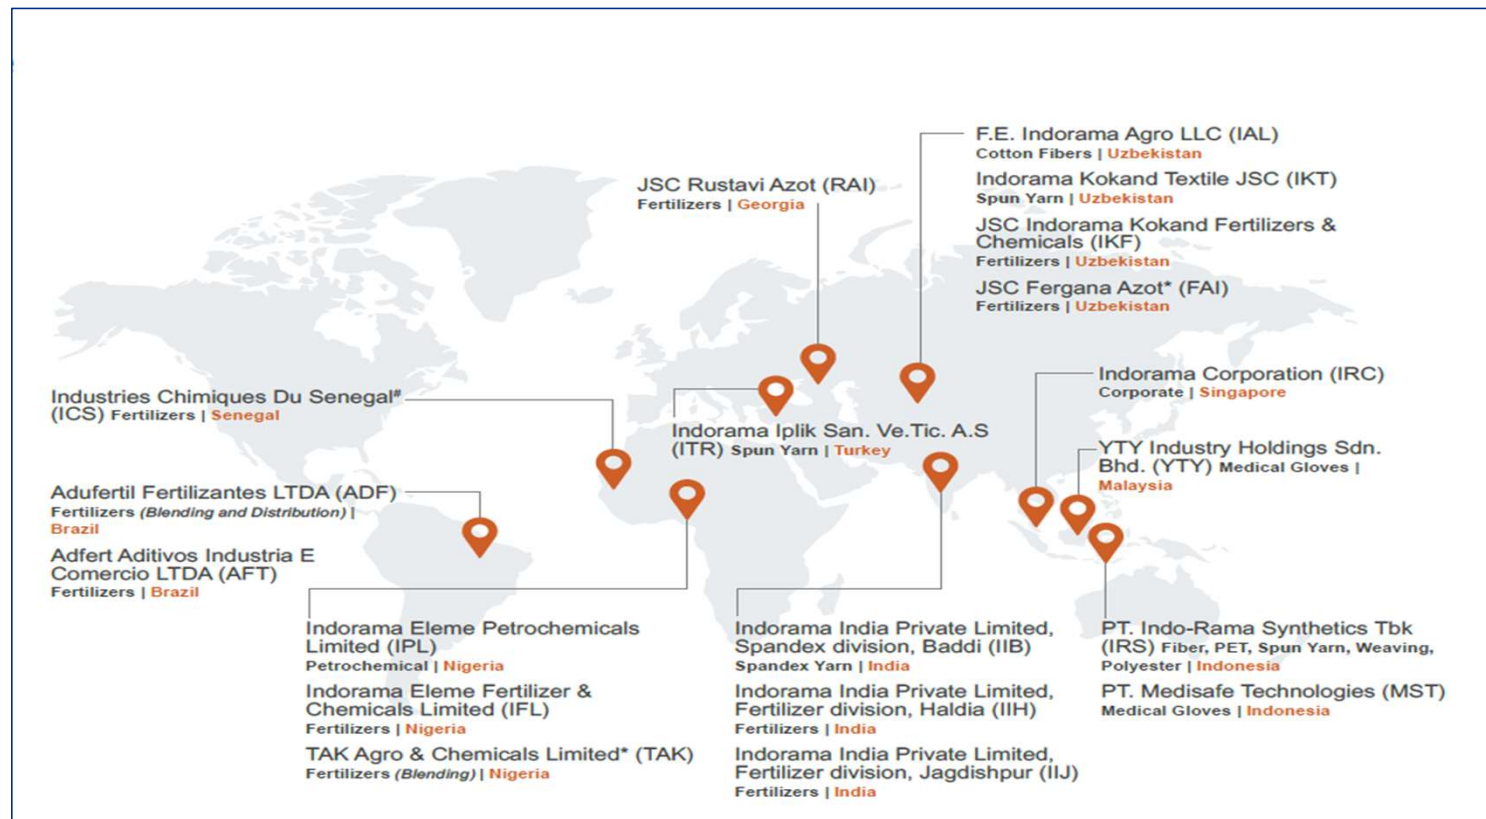 F.E. Indorama Agro LLC (IAL)
Cotton Fibers | Uzbekistan
Indorama Kokand Textile JSC (IKT)
Spun Yarn | Uzbekistan
JSC Indorama Kokand Fertilizers &
Chemicals (IKF)
Fertilizers | Uzbekistan
JSC Fergana Azot* (FAI)
Fertilizers | Uzbekistan
JSC Rustavi Azot (RAI)
Fertilizers | Georgia
Industries Chimiques Du Senegal#
(ICS) Fertilizers | Senegal
Indorama Iplik San. Ve.Tic. A.S
(ITR) Spun Yarn | Turkey
Indorama Corporation (IRC)
Corporate | Singapore
YTY Industry Holdings Sdn.
Bhd. (YTY) Medical Gloves |
Malaysia
Adufertil Fertilizantes LTDA (ADF)
Fertilizers (Blending and Distribution) |
Brazil
Adfert Aditivos Industria E
Comercio LTDA (AFT)
Fertilizers | Brazil
Indorama Eleme Petrochemicals
Limited (IPL)
Petrochemical | Nigeria
Indorama Eleme Fertilizer &
Chemicals Limited (IFL)
Fertilizers | Nigeria
TAK Agro & Chemicals Limited* (TAK)
Fertilizers (Blending) | Nigeria
Indorama India Private Limited,
Spandex division, Baddi (IIB)
Spandex Yarn | India
Indorama India Private Limited,
Fertilizer division, Haldia (IIH)
Fertilizers | India
Indorama India Private Limited,
Fertilizer division, Jagdishpur (IIJ)
Fertilizers | India
PT. Indo-Rama Synthetics Tbk
(IRS) Fiber, PET, Spun Yarn, Weaving,
Polyester | Indonesia
PT. Medisafe Technologies (MST)
Medical Gloves | Indonesia